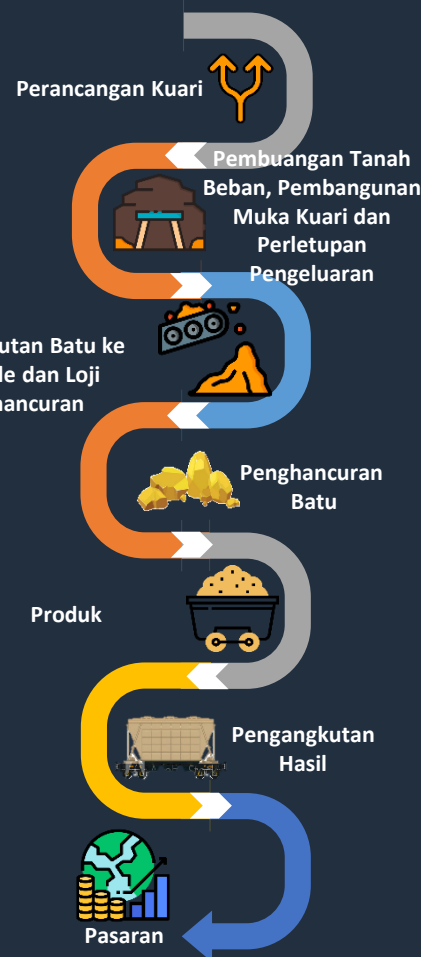 Perancangan Kuari
Pembuangan Tanah
Beban, Pembangunan
Muka Kuari dan
Perletupan
Pengeluaran
utan Batu ke
le dan Loji
hancuran
Penghancuran
Batu
Produk
Pengangkutan
Hasil
Pasaran